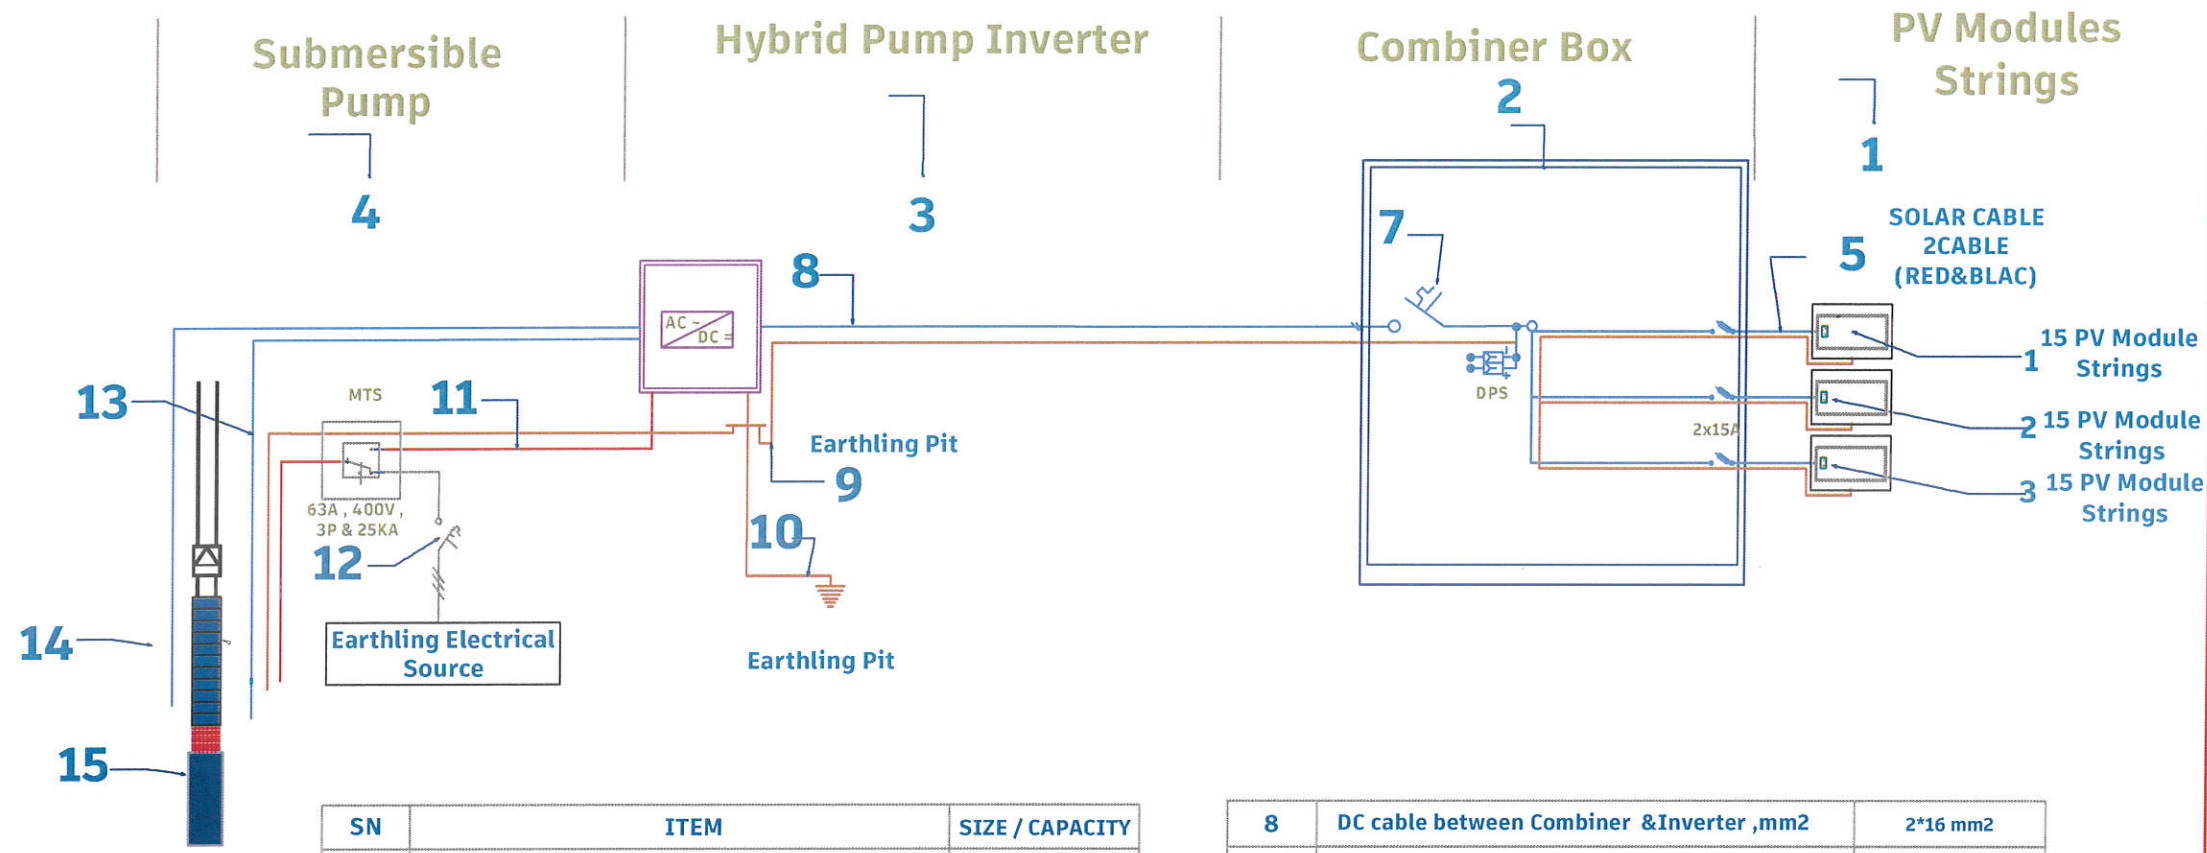 Submersible
Pump
4
Hybrid Pump Inverter
3
Combiner Box
2
PV Modules
Strings
1
SOLAR CABLE
2CABLE
(RED&BLAC)
5
7
8
AC ~
DC =
DPS
2x15A
1 15 PV Module
Strings
2 15 PV Module
Strings
3 15 PV Module
Strings
13
MTS
11
63A , 400V ,
3P & 25KA
12
Earthling Pit
9
10
Earthling Electrical
Source
Earthling Pit
14
15
SN ITEM SIZE / CAPACITY
8 DC cable between Combiner &Inverter ,mm2 2*16 mm2